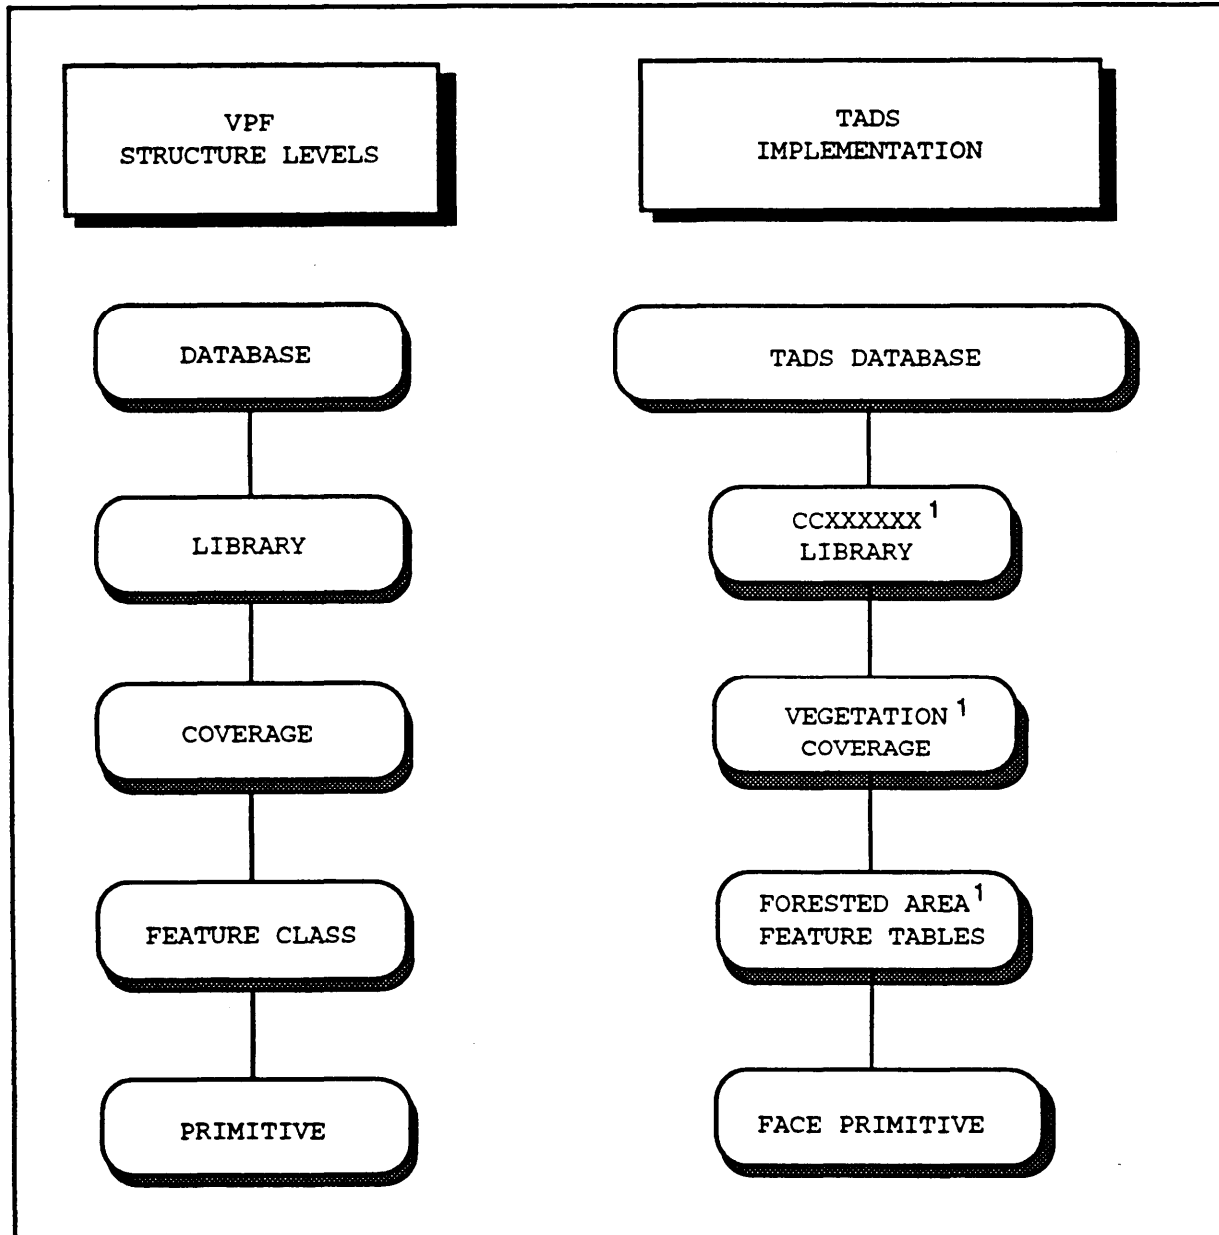 VPF
STRUCTURE LEVELS
TADS
IMPLEMENTATION
DATABASE
TADS DATABASE
LIBRARY
CCXXXXXX 1
LIBRARY
COVERAGE
VEGETATION 1
COVERAGE
FEATURE CLASS
FORESTED AREA 1
FEATURE TABLES
PRIMITIVE
FACE PRIMITIVE